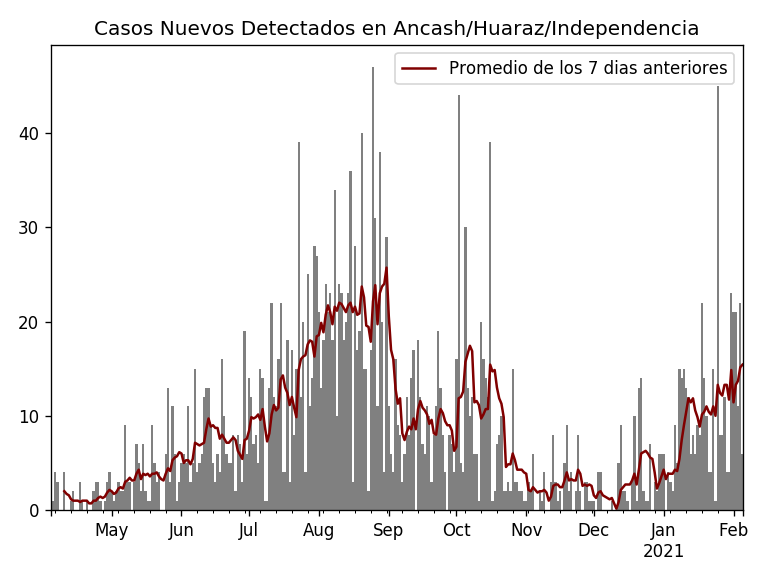 Casos Nuevos Detectados en Ancash/Huaraz/Independencia
Promedio de los 7 dias anteriores
40
30
20
10
0
May Jun Jul Aug Sep Oct Nov Dec Jan Feb
2021